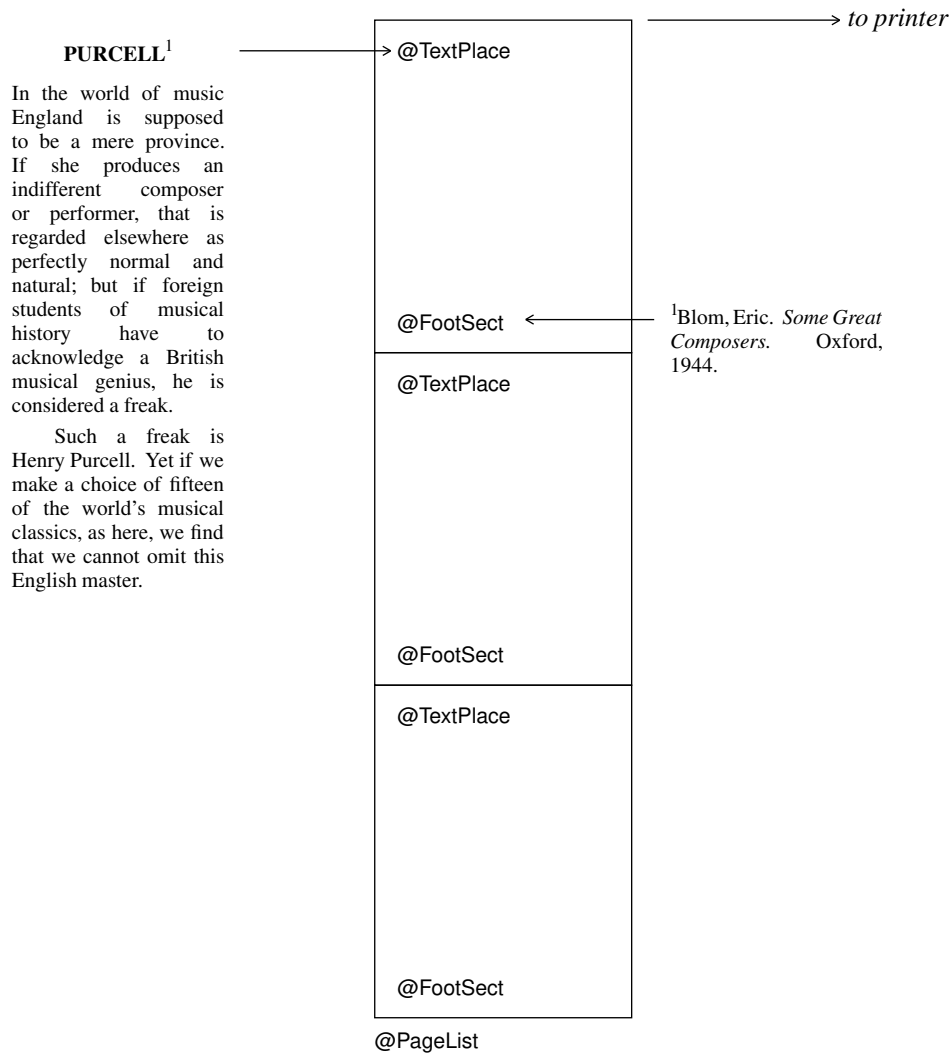 to printer
PURCELL1
@TextPlace
In the world of music
England is supposed
to be a mere province.
If she produces an
indifferent composer
or performer, that is
regarded elsewhere as
perfectly normal and
natural; but if foreign
students of musical
history have to
acknowledge a British
musical genius, he is
considered a freak.
Such a freak is
Henry Purcell. Yet if we
make a choice of fifteen
of the world's musical
classics, as here, we find
that we cannot omit this
English master.
@FootSect
1Blom, Eric. Some Great
Composers. Oxford,
1944.
@TextPlace
@FootSect
@TextPlace
@FootSect
@PageList